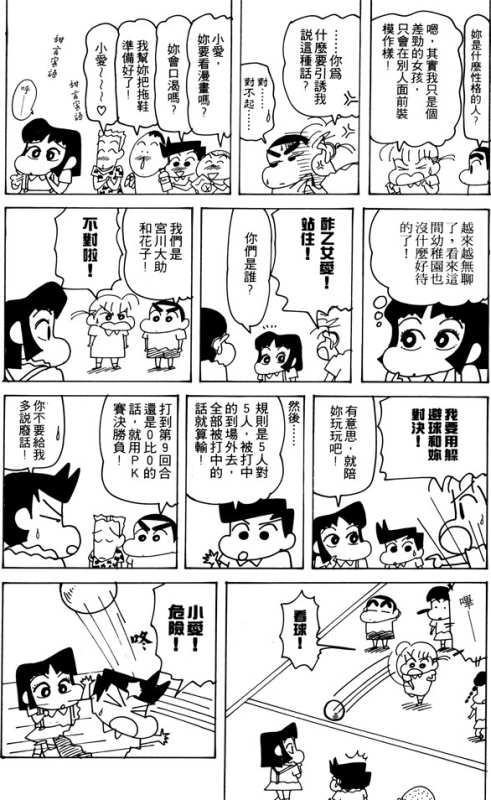 妳是什麼性格的人？
嗯，其實我只是個
差勁的女孩，
只會在別人面前裝
模作樣！
……你為
什麼要引誘我
說這種話？
對…
對不起…
小愛，
妳要看漫畫嗎？
妳會口渴嗎？
我幫妳把拖鞋
準備好了！
小愛～～～♡
甜言蜜語
甜言蜜語
呼
越來越無聊
了，看來這
間幼稚園也
沒什麼好待
的了！
酢乙女愛！
站住！
你們是誰？
我們是
宮川大助
和花子！
不對啦！
我要用躲
避球和妳
對決！
有意思，就陪
妳玩玩吧！
然後……
規則是5人對
5人，被打中
的到場外去，
全部被打中的
話就算輸！
打到第9回合
還是0比0的
話，就用PK
賽決勝負！
你不要給我
多說廢話！
嗶
看球！
小愛！
危險！
咚